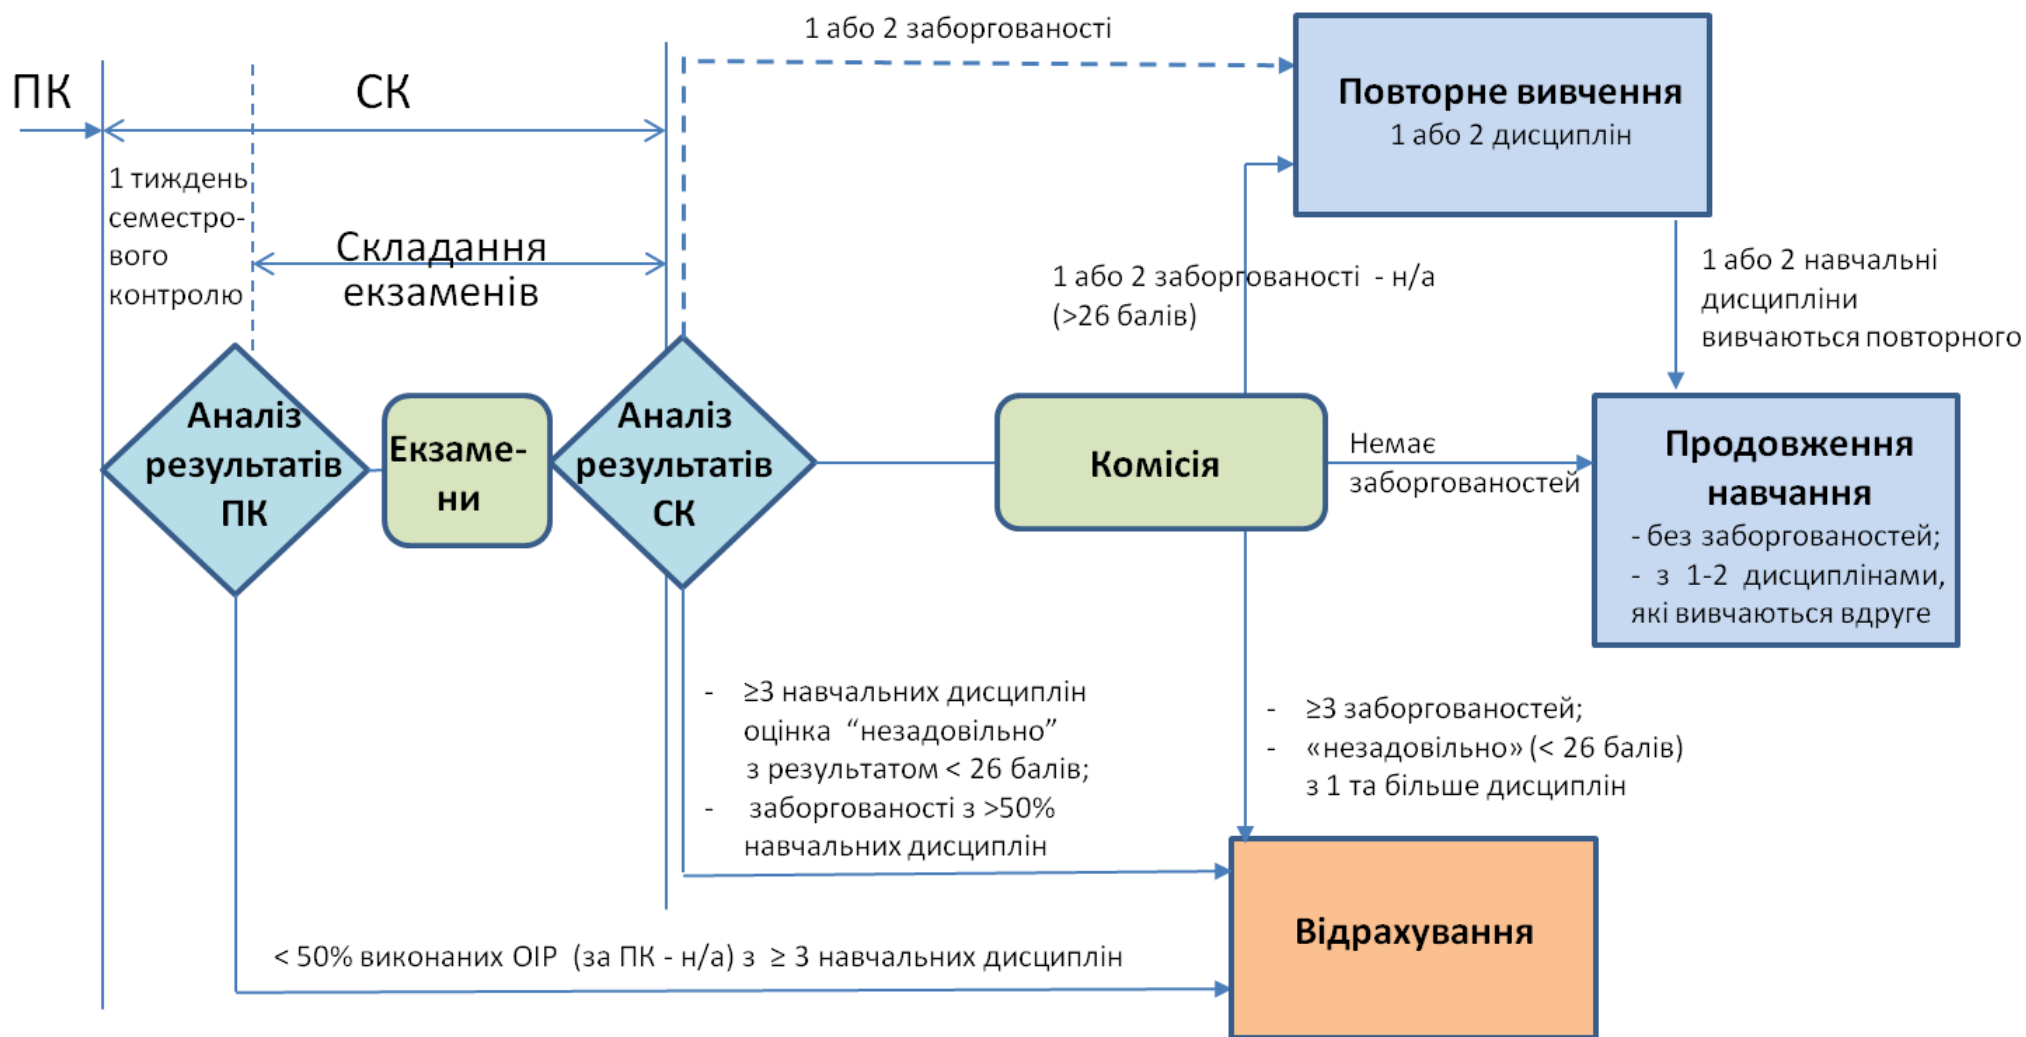 1 або 2 заборгованості
ПК
СК
Повторне вивчення
1 або 2 дисциплін
1 тиждень
семестро-
вого
контролю
Складання
екзаменів
1 або 2 заборгованості - н/а
(>26 балів)
1 або 2 навчальні
дисципліни
вивчаються повторного
Аналіз
результатів
ПК
Екзаме-
ни
Аналіз
результатів
СК
Комісія
Немає
заборгованостей
Продовження
навчання
- без заборгованостей;
- з 1-2 дисциплінами,
які вивчаються вдруге
- ≥3 навчальних дисциплін
оцінка “незадовільно”
з результатом < 26 балів;
- заборгованості з >50%
навчальних дисциплін
- ≥3 заборгованостей;
- «незадовільно» (< 26 балів)
з 1 та більше дисциплін
Відрахування
< 50% виконаних ОІР (за ПК - н/а) з ≥ 3 навчальних дисциплін